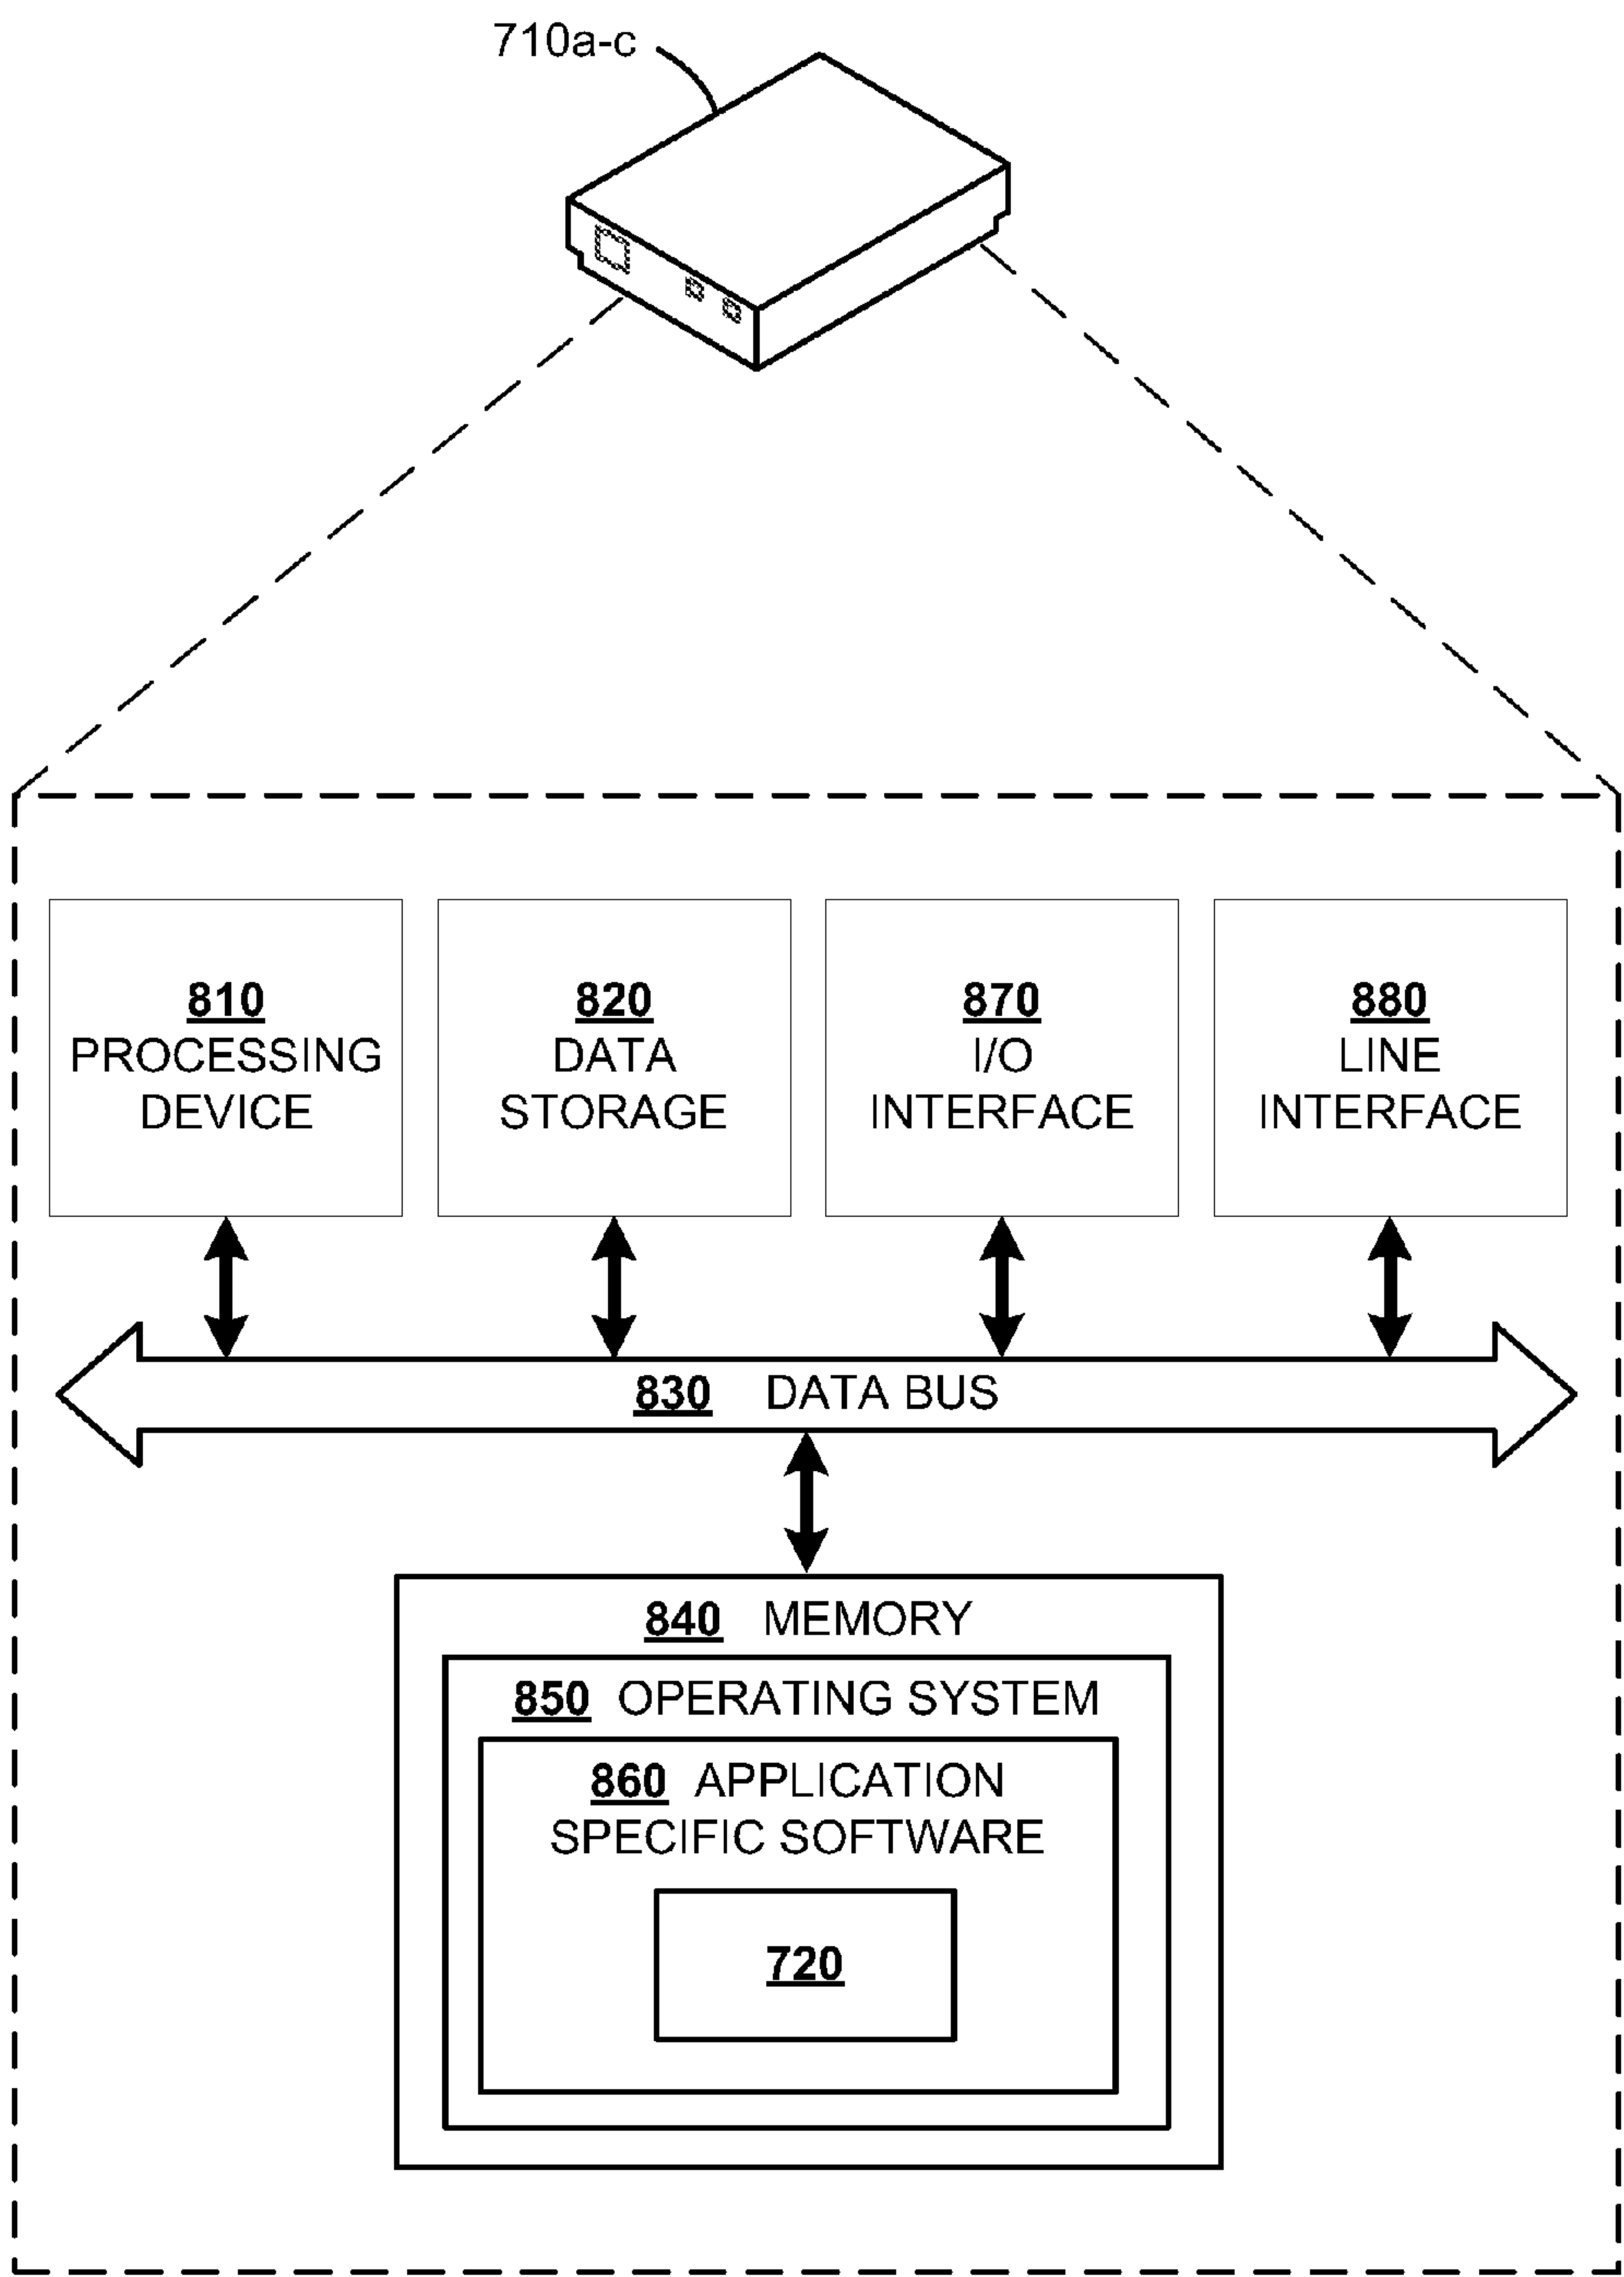 710a-c
810
PROCESSING
DEVICE
820
DATA
STORAGE
870
I/O
INTERFACE
880
LINE
INTERFACE
830 DATA BUS
840 MEMORY
850 OPERATING SYSTEM
860 APPLICATION
SPECIFIC SOFTWARE
720